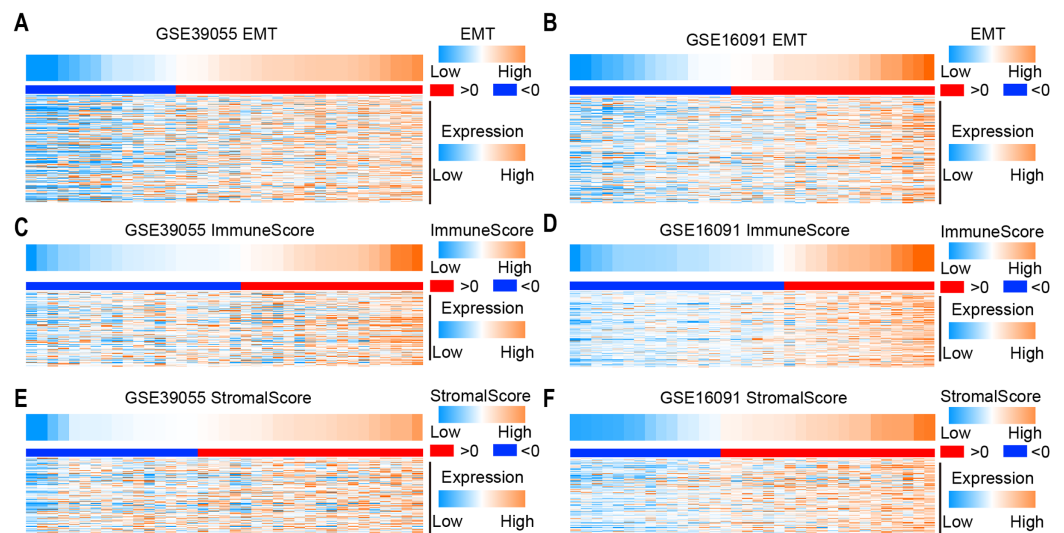 A
GSE39055 EMT
EMT
Low High
>0 <0
Expression
Low High
B
GSE16091 EMT
EMT
Low High
>0 <0
Expression
Low High
C
GSE39055 ImmuneScore
ImmuneScore
Low High
>0 <0
Expression
Low High
D
GSE16091 ImmuneScore
ImmuneScore
Low High
>0 <0
Expression
Low High
E
GSE39055 StromalScore
StromalScore
Low High
>0 <0
Expression
Low High
F
GSE16091 StromalScore
StromalScore
Low High
>0 <0
Expression
Low High